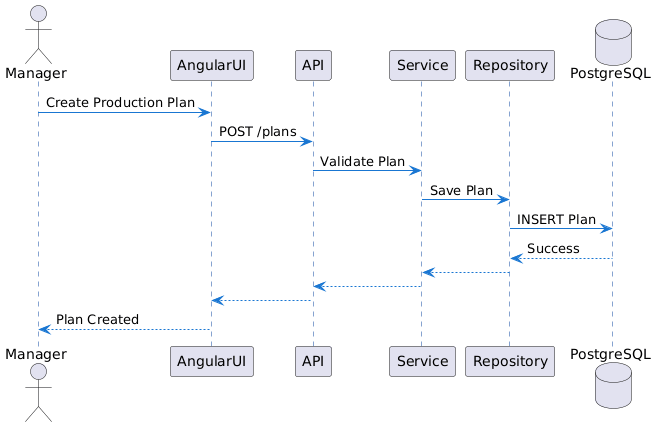 Manager
AngularUI
API
Service
Repository
PostgreSQL
Create Production Plan
POST /plans
Validate Plan
Save Plan
INSERT Plan
Success
Plan Created
Manager
AngularUI
API
Service
Repository
PostgreSQL